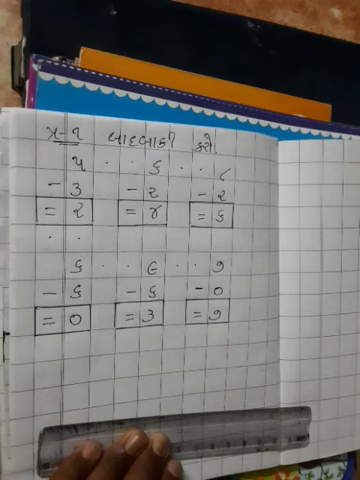 પ્ર-૨ બાદબાકી કરો.
૫ . . ૬ . . ૮
- ૩ - ૨ - ૨
= ૨ = ૪ = ૬
. .
૬ . . ૯ . . ૭
- ૬ - ૬ - ૦
= ૦ = ૩ = ૭